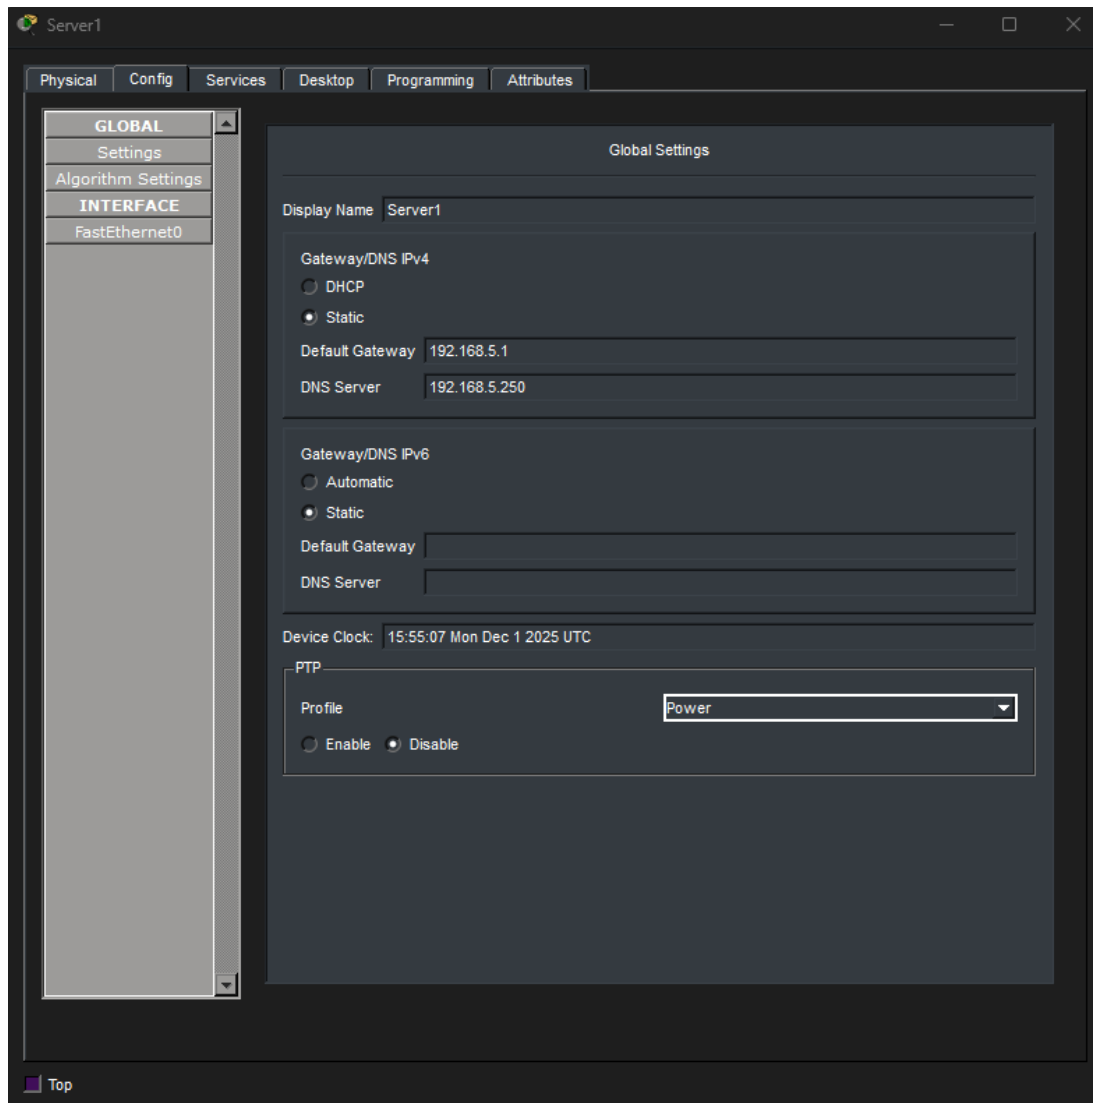 Server1
Physical Config Services Desktop Programming Attributes
GLOBAL
Settings
Algorithm Settings
INTERFACE
FastEthernet0
Global Settings
Display Name Server1
Gateway/DNS IPv4
DHCP
Static
Default Gateway 192.168.5.1
DNS Server 192.168.5.250
Gateway/DNS IPv6
Automatic
Static
Default Gateway
DNS Server
Device Clock: 15:55:07 Mon Dec 1 2025 UTC
PTP
Profile Power
Enable Disable
Top